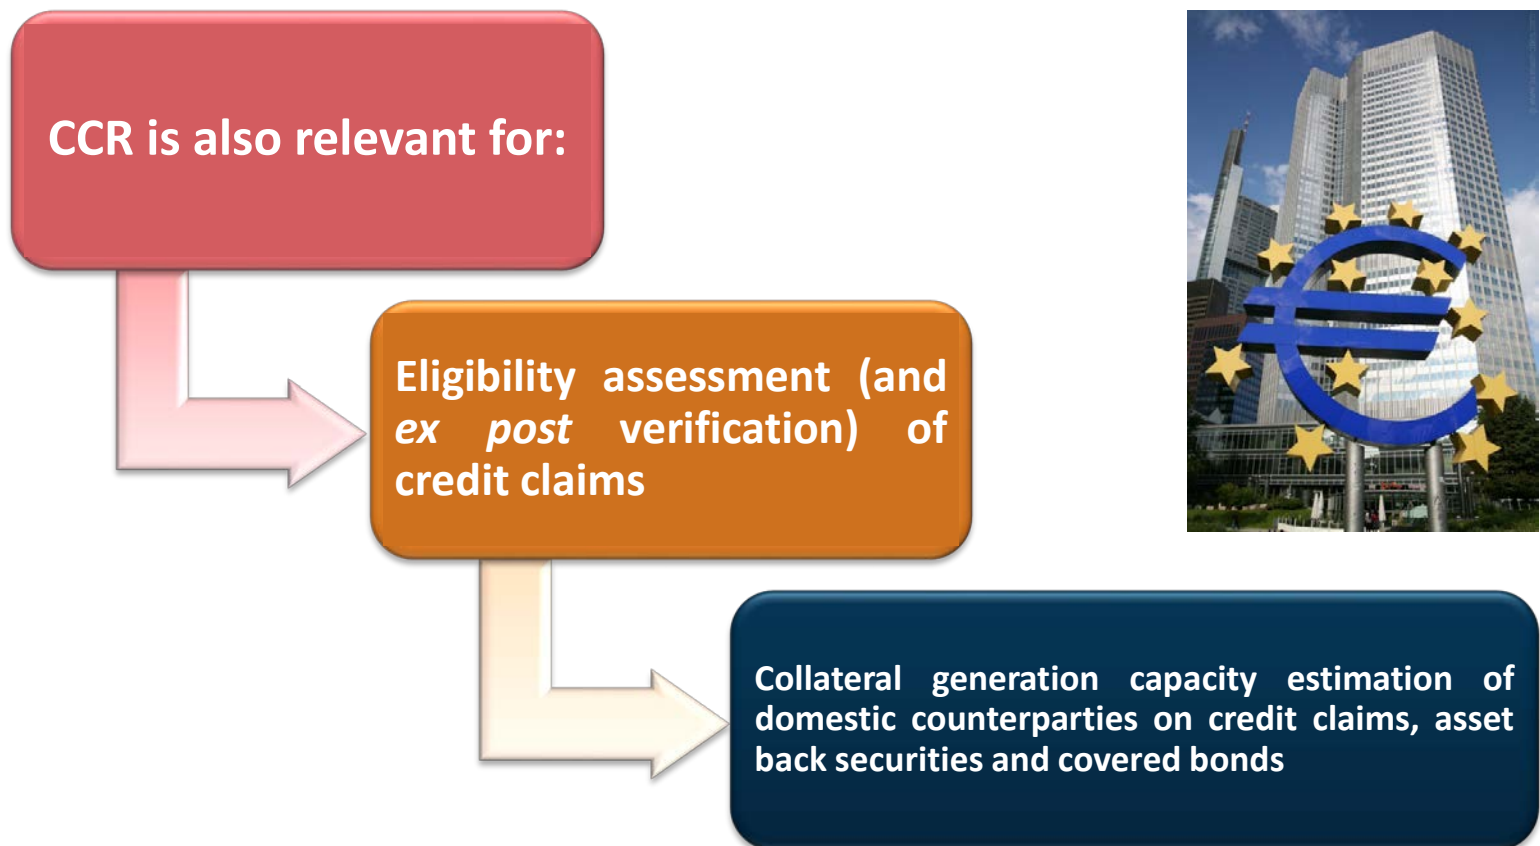 CCR is also relevant for:
Eligibility assessment (and
ex post verification) of
credit claims
Collateral generation capacity estimation of
domestic counterparties on credit claims, asset
back securities and covered bonds